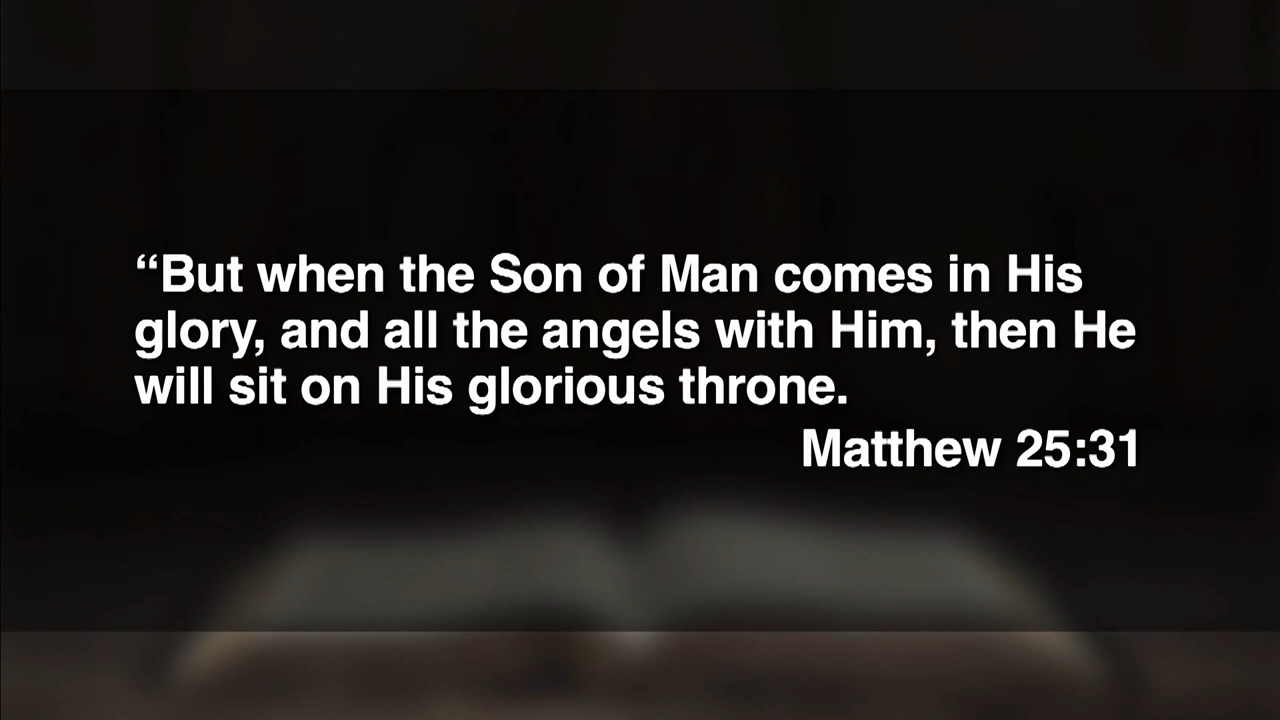 “But when the Son of Man comes in His
glory, and all the angels with Him, then He
will sit on His glorious throne.
Matthew 25:31